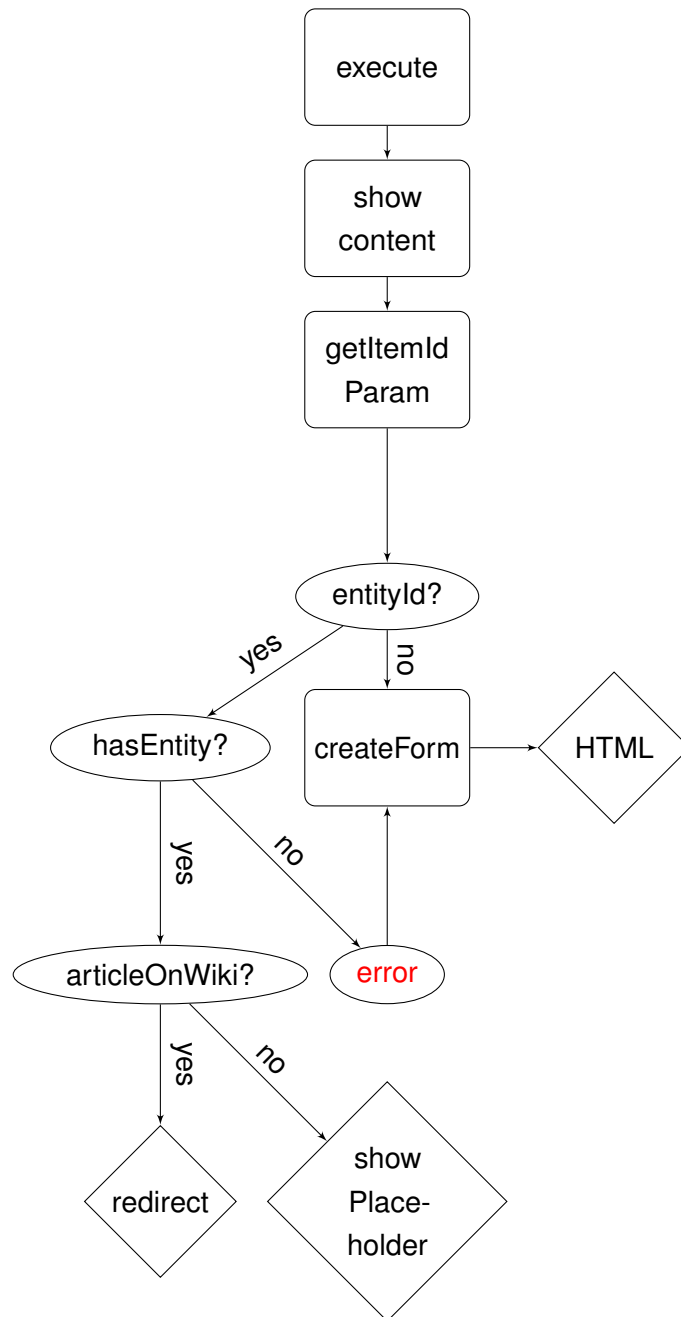 execute
show
content
getItemId
Param
entityId?
yes
no
hasEntity?
createForm
HTML
yes
no
articleOnWiki?
error
yes
no
redirect
show
Place-
holder